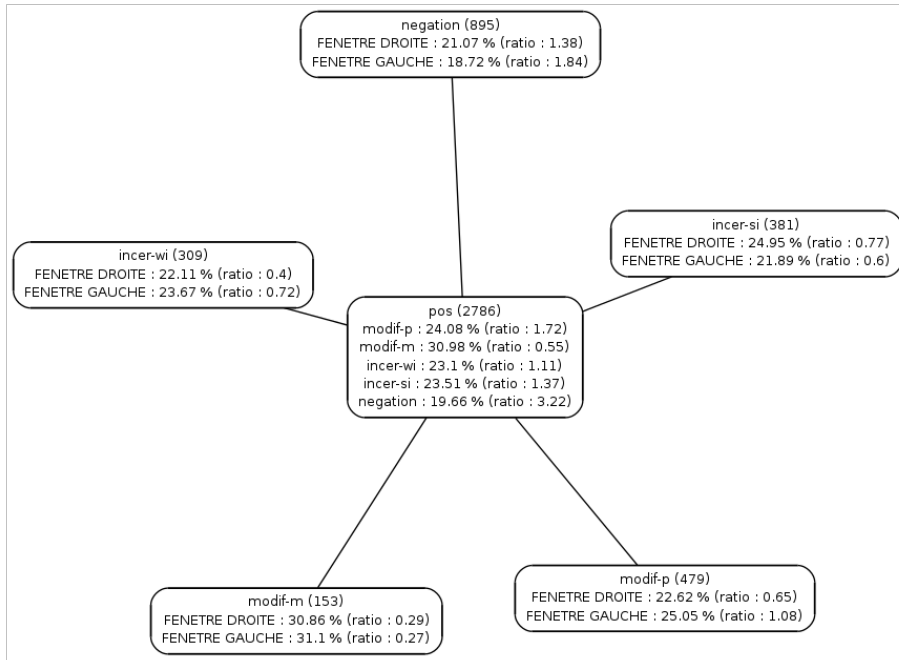 negation (895)
FENETRE DROITE : 21.07 % (ratio : 1.38)
FENETRE GAUCHE : 18.72 % (ratio : 1.84)
incer-si (381)
FENETRE DROITE : 24.95 % (ratio : 0.77)
FENETRE GAUCHE : 21.89 % (ratio : 0.6)
incer-wi (309)
FENETRE DROITE : 22.11 % (ratio : 0.4)
FENETRE GAUCHE : 23.67 % (ratio : 0.72)
pos (2786)
modif-p : 24.08 % (ratio : 1.72)
modif-m : 30.98 % (ratio : 0.55)
incer-wi : 23.1 % (ratio : 1.11)
incer-si : 23.51 % (ratio : 1.37)
negation : 19.66 % (ratio : 3.22)
modif-p (479)
FENETRE DROITE : 22.62 % (ratio : 0.65)
FENETRE GAUCHE : 25.05 % (ratio : 1.08)
modif-m (153)
FENETRE DROITE : 30.86 % (ratio : 0.29)
FENETRE GAUCHE : 31.1 % (ratio : 0.27)